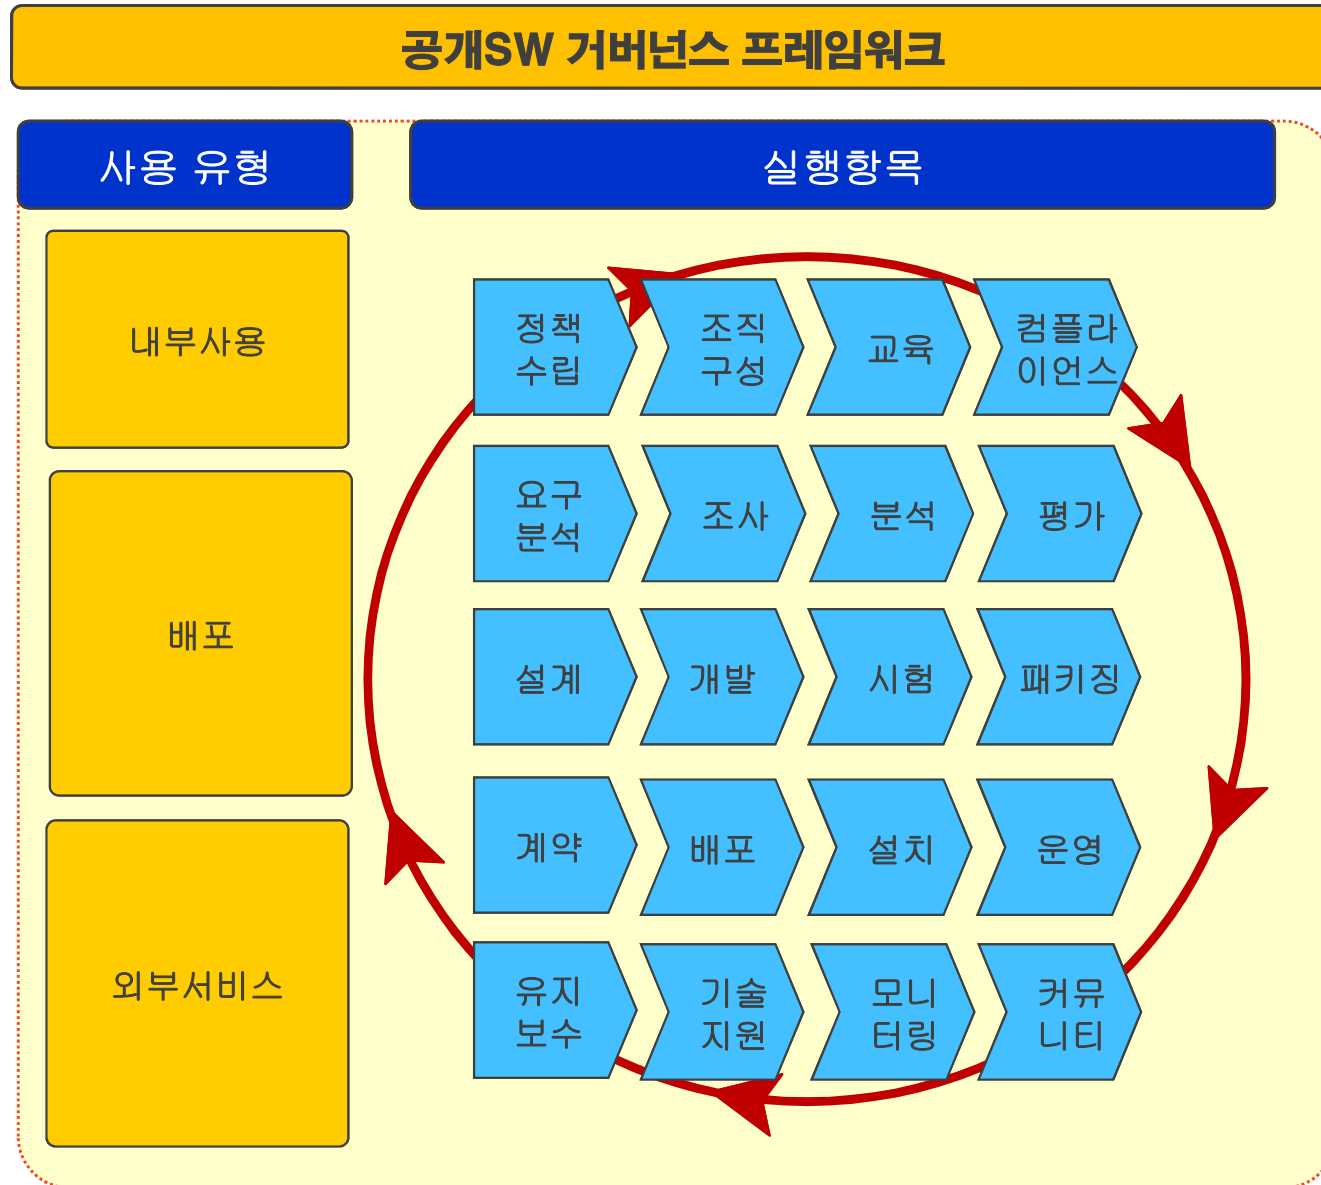 공개SW 거버넌스 프레임워크
사용 유형
실행항목
내부사용
배포
외부서비스
정책
수립
조직
구성
교육
컴플라
이언스
요구
분석
조사
분석
평가
설계
개발
시험
패키징
계약
배포
설치
운영
유지
보수
기술
지원
모니
터링
커뮤
니티